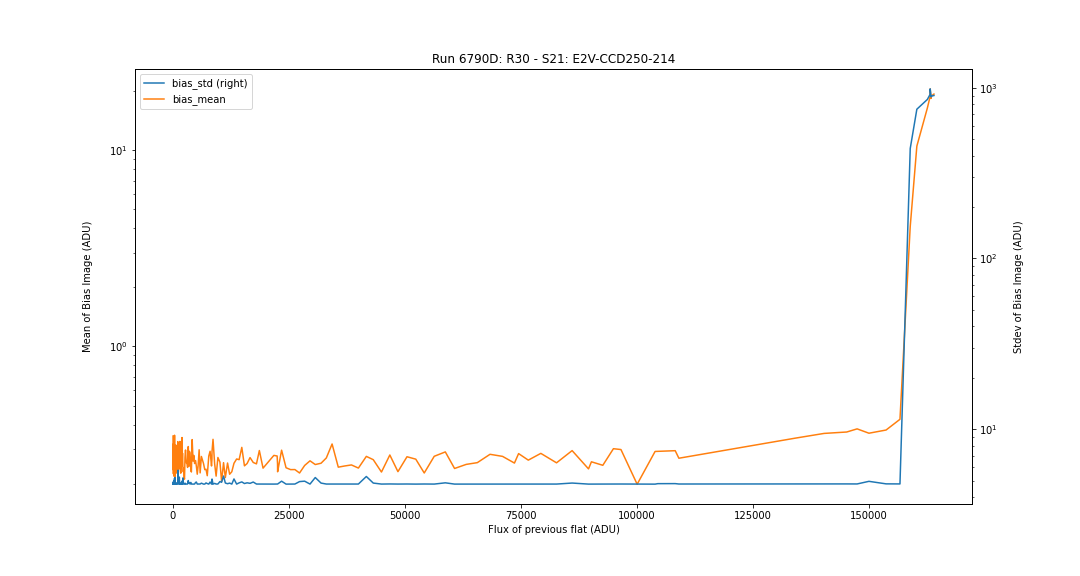 Run 6790D: R30 - S21: E2V-CCD250-214
bias_std (right)
bias_mean
10¹
10⁰
Mean of Bias Image (ADU)
10³
10²
10¹
Stdev of Bias Image (ADU)
0 25000 50000 75000 100000 125000 150000
Flux of previous flat (ADU)